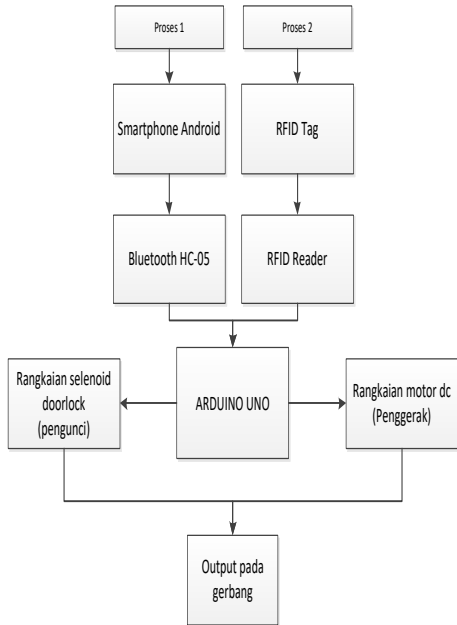 Proses 1
Proses 2
Smartphone Android
RFID Tag
Bluetooth HC-05
RFID Reader
Rangkaian selenoid
doorlock
(pengunci)
ARDUINO UNO
Rangkaian motor dc
(Penggerak)
Output pada
gerbang